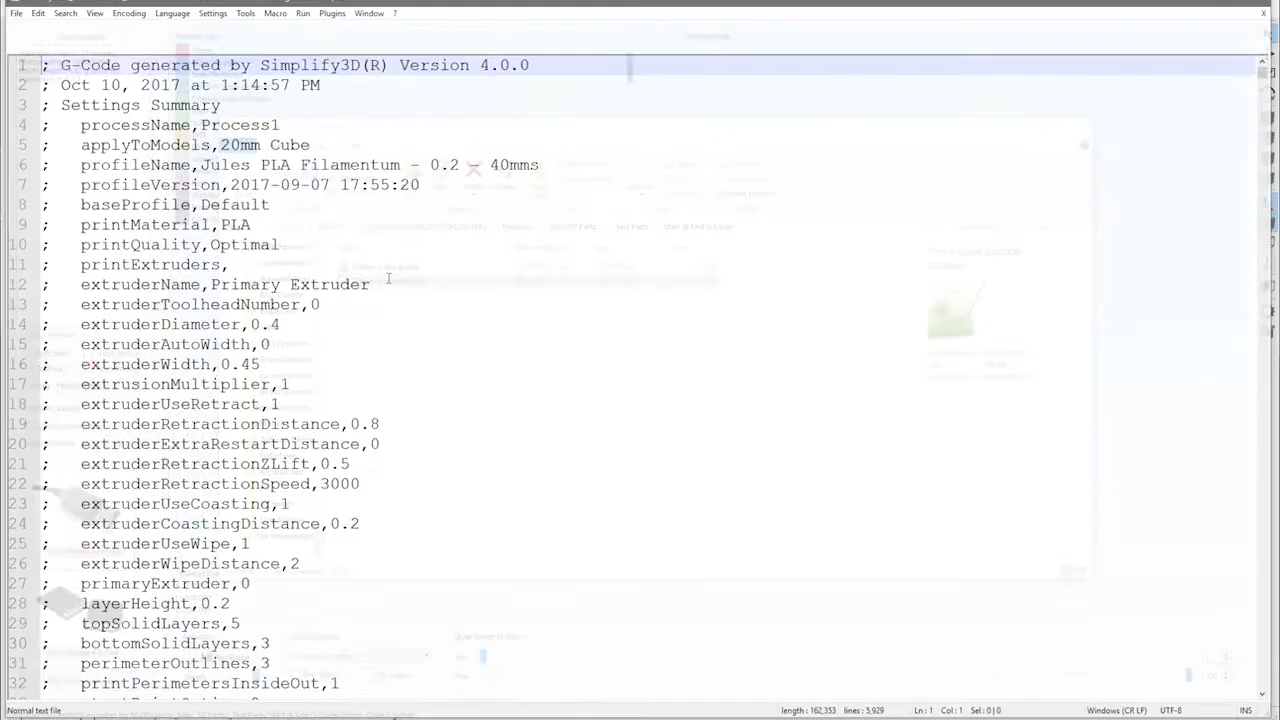 File Edit Search View Encoding Language Settings Tools Macro Run Plugins Window ? X
1 ; G-Code generated by Simplify3D(R) Version 4.0.0
2 ; Oct 10, 2017 at 1:14:57 PM
3 ; Settings Summary
4 ;   processName,Process1
5 ;   applyToModels,20mm Cube
6 ;   profileName,Jules PLA Filamentum - 0.2 - 40mms
7 ;   profileVersion,2017-09-07 17:55:20
8 ;   baseProfile,Default
9 ;   printMaterial,PLA
10 ;   printQuality,Optimal
11 ;   printExtruders,
12 ;   extruderName,Primary Extruder
13 ;   extruderToolheadNumber,0
14 ;   extruderDiameter,0.4
15 ;   extruderAutoWidth,0
16 ;   extruderWidth,0.45
17 ;   extrusionMultiplier,1
18 ;   extruderUseRetract,1
19 ;   extruderRetractionDistance,0.8
20 ;   extruderExtraRestartDistance,0
21 ;   extruderRetractionZLift,0.5
22 ;   extruderRetractionSpeed,3000
23 ;   extruderUseCoasting,1
24 ;   extruderCoastingDistance,0.2
25 ;   extruderUseWipe,1
26 ;   extruderWipeDistance,2
27 ;   primaryExtruder,0
28 ;   layerHeight,0.2
29 ;   topSolidLayers,5
30 ;   bottomSolidLayers,3
31 ;   perimeterOutlines,3
32 ;   printPerimetersInsideOut,1
Normal text file length : 162,353 lines : 5,929 Ln : 1 Col : 1 Sel : 0 | 0 Windows (CR LF) UTF-8 INS